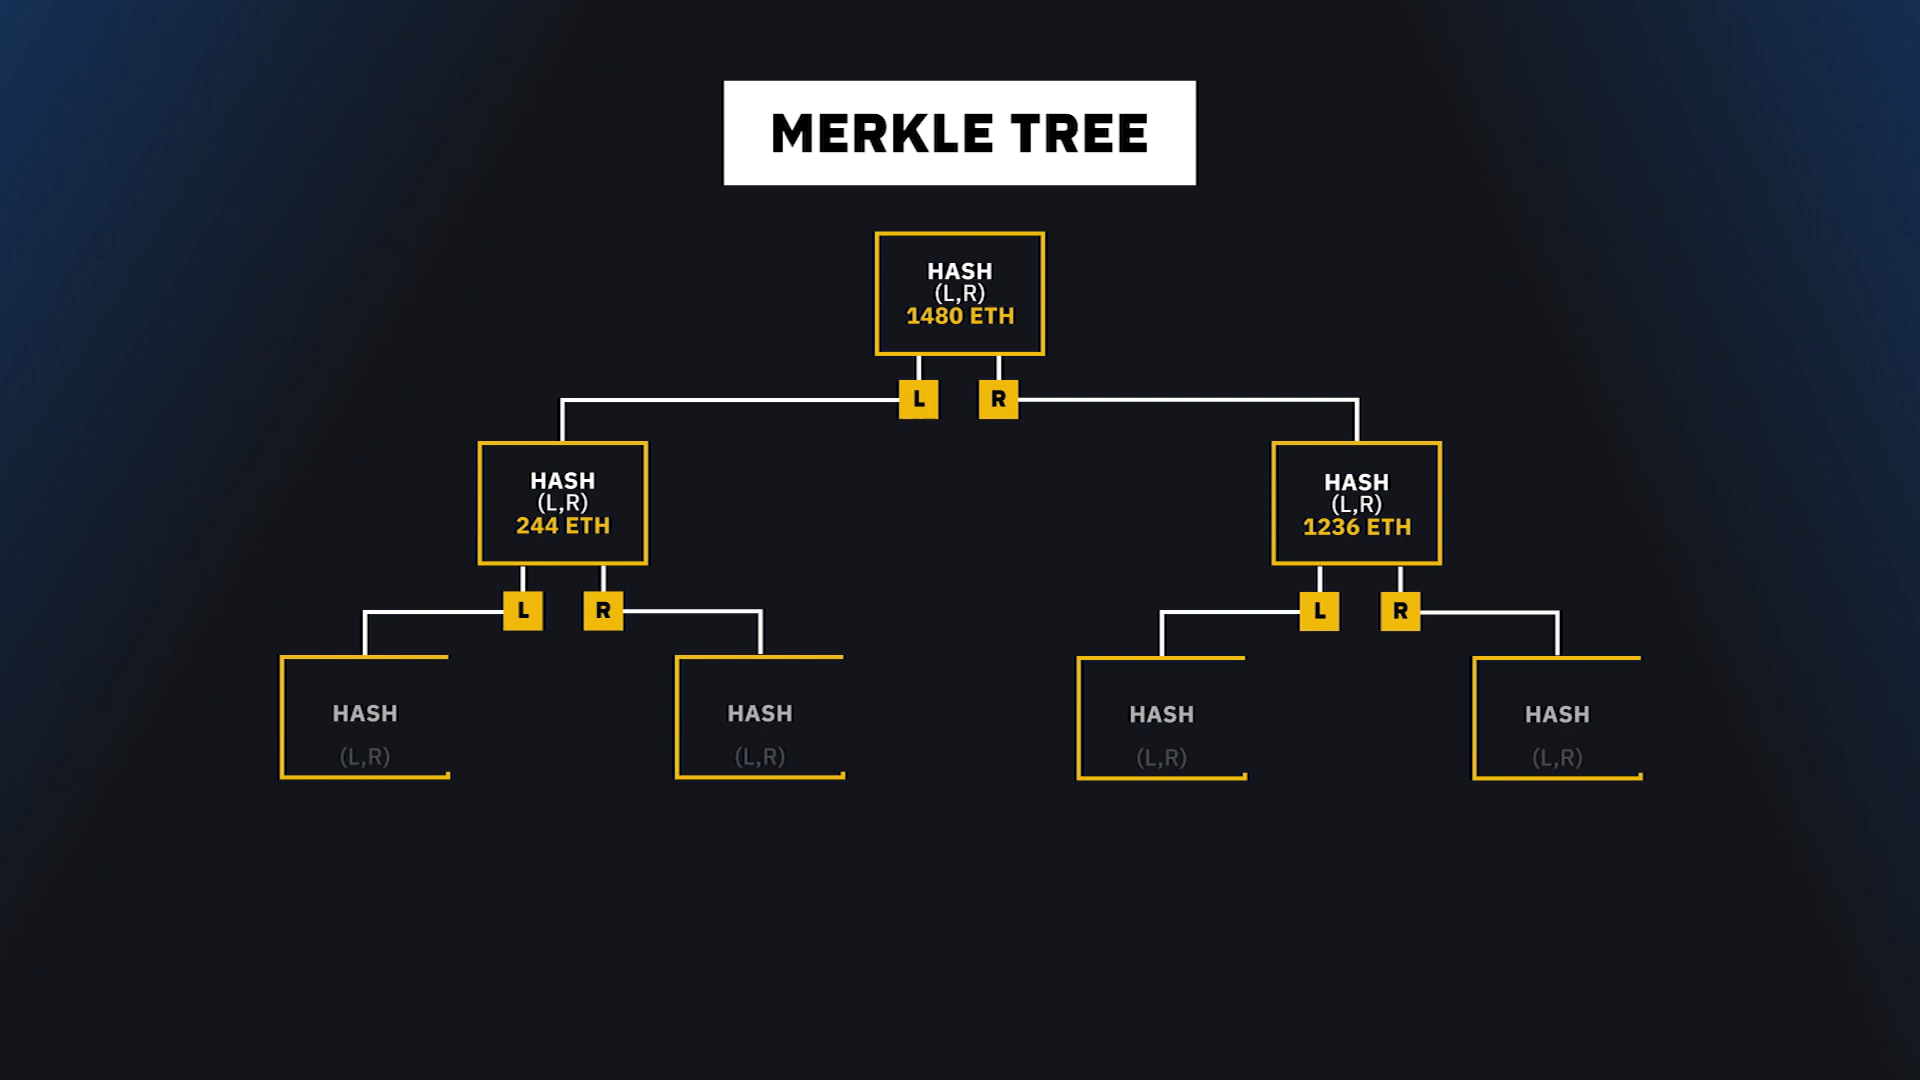 MERKLE TREE
HASH
(L,R)
1480 ETH
L
R
HASH
(L,R)
244 ETH
HASH
(L,R)
1236 ETH
L
R
L
R
HASH
(L,R)
HASH
(L,R)
HASH
(L,R)
HASH
(L,R)